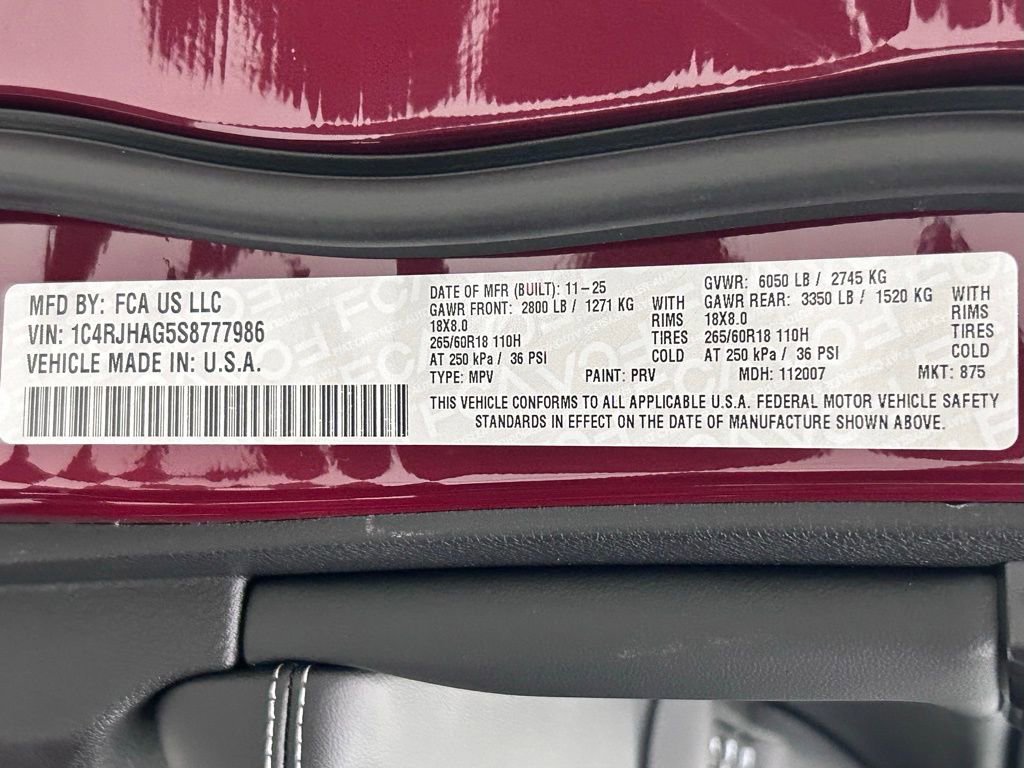 MFD BY: FCA US LLC
VIN: 1C4RJHAG5S8777986
VEHICLE MADE IN: U.S.A.
DATE OF MFR (BUILT): 11-25
GAWR FRONT: 2800 LB / 1271 KG WITH
18X8.0 RIMS
265/60R18 110H TIRES
AT 250 kPa / 36 PSI COLD
GVWR: 6050 LB / 2745 KG
GAWR REAR: 3350 LB / 1520 KG WITH
18X8.0 RIMS
265/60R18 110H TIRES
AT 250 kPa / 36 PSI COLD
TYPE: MPV PAINT: PRV MDH: 112007 MKT: 875
THIS VEHICLE CONFORMS TO ALL APPLICABLE U.S.A. FEDERAL MOTOR VEHICLE SAFETY
STANDARDS IN EFFECT ON THE DATE OF MANUFACTURE SHOWN ABOVE.